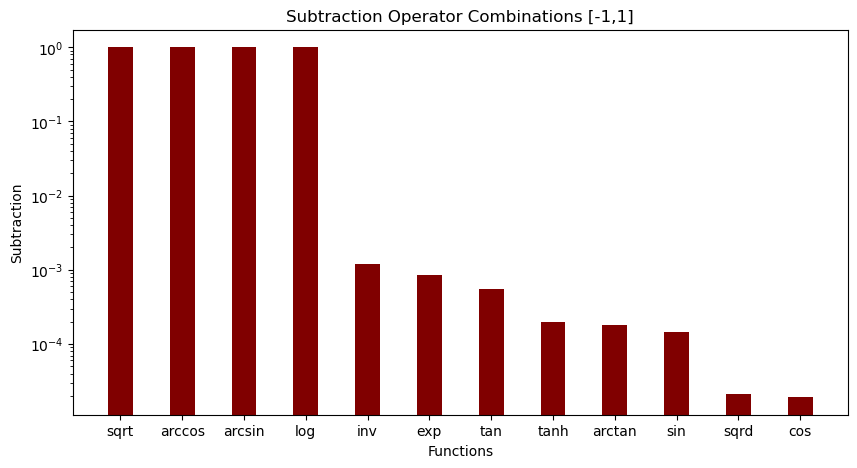 Subtraction Operator Combinations [-1,1]
Subtraction
10⁰
10⁻¹
10⁻²
10⁻³
10⁻⁴
sqrt arccos arcsin log inv exp tan tanh arctan sin sqrd cos
Functions